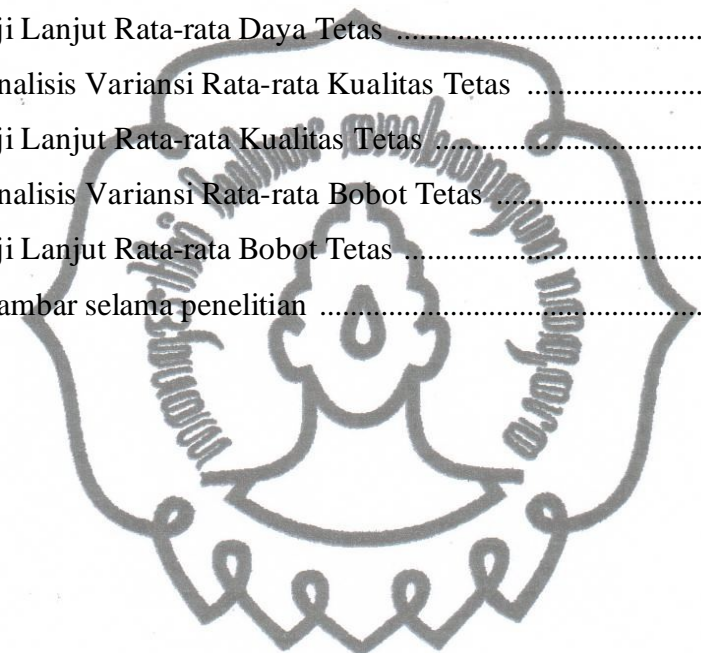 ji Lanjut Rata-rata Daya Tetas ........................................
nalisis Variansi Rata-rata Kualitas Tetas ........................
ji Lanjut Rata-rata Kualitas Tetas ...................................
nalisis Variansi Rata-rata Bobot Tetas ............................
ji Lanjut Rata-rata Bobot Tetas .......................................
ambar selama penelitian ..................................................